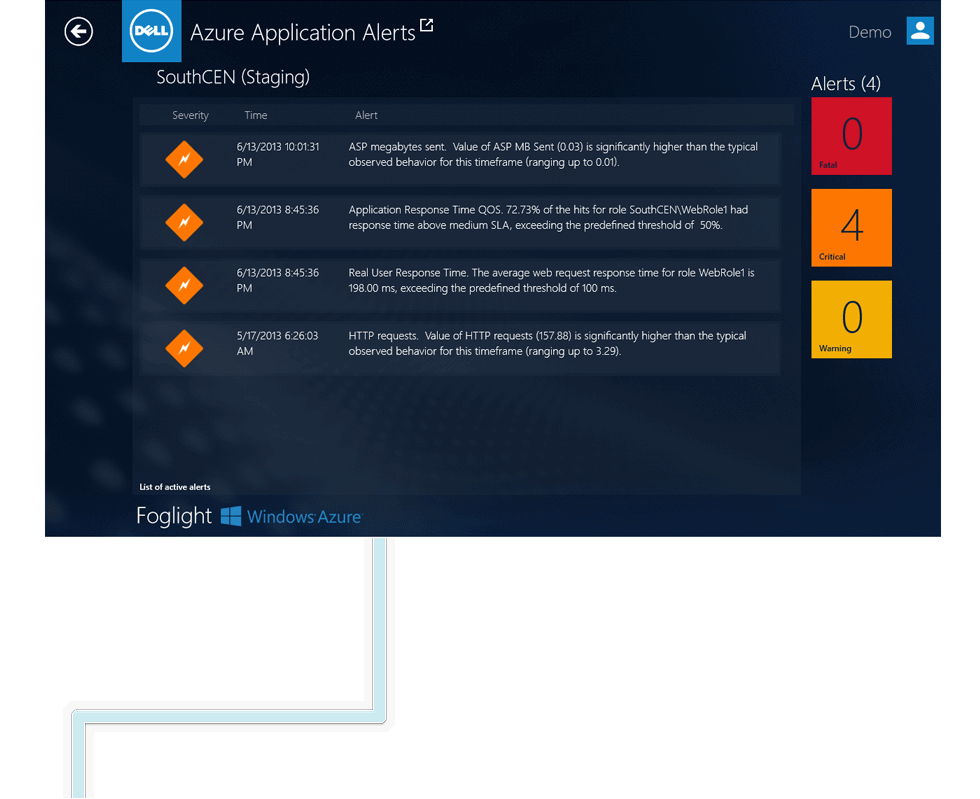 DELL
Azure Application Alerts
Demo
SouthCEN (Staging)
Alerts (4)
Severity Time Alert
6/13/2013 10:01:31
PM
ASP megabytes sent.  Value of ASP MB Sent (0.03) is significantly higher than the typical
observed behavior for this timeframe (ranging up to 0.01).
6/13/2013 8:45:36
PM
Application Response Time QOS. 72.73% of the hits for role SouthCEN\WebRole1 had
response time above medium SLA, exceeding the predefined threshold of  50%.
6/13/2013 8:45:36
PM
Real User Response Time. The average web request response time for role WebRole1 is
198.00 ms, exceeding the predefined threshold of 100 ms.
5/17/2013 6:26:03
AM
HTTP requests.  Value of HTTP requests (157.88) is significantly higher than the typical
observed behavior for this timeframe (ranging up to 3.29).
0
Fatal
4
Critical
0
Warning
List of active alerts
Foglight Windows Azure